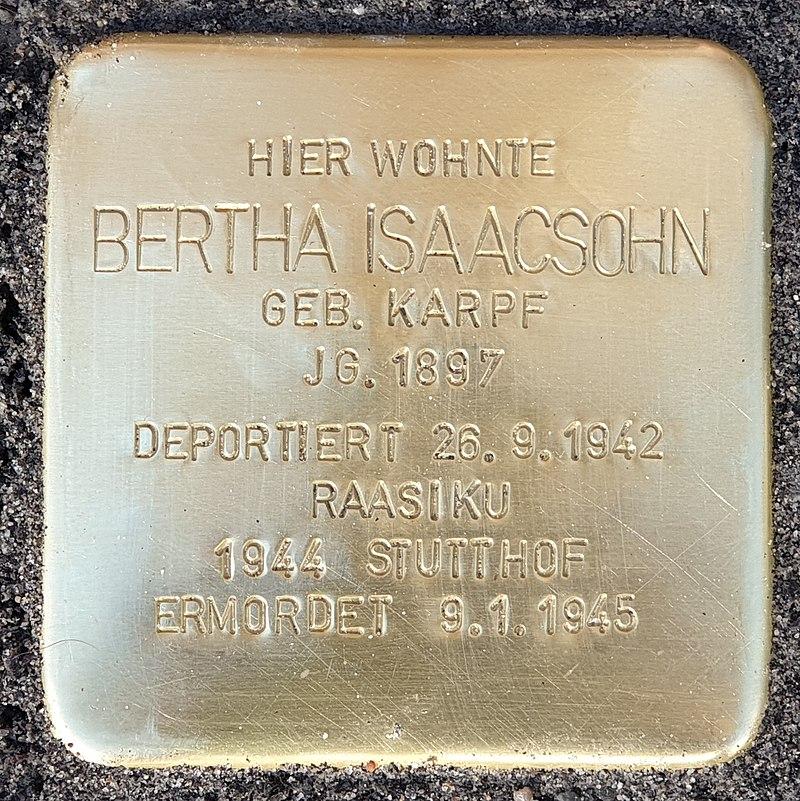 HIER WOHNTE
BERTHA ISAACSOHN
GEB. KARPF
JG. 1897
DEPORTIERT 26. 9. 1942
RAASIKU
1944 STUTTHOF
ERMORDET 9. 1. 1945